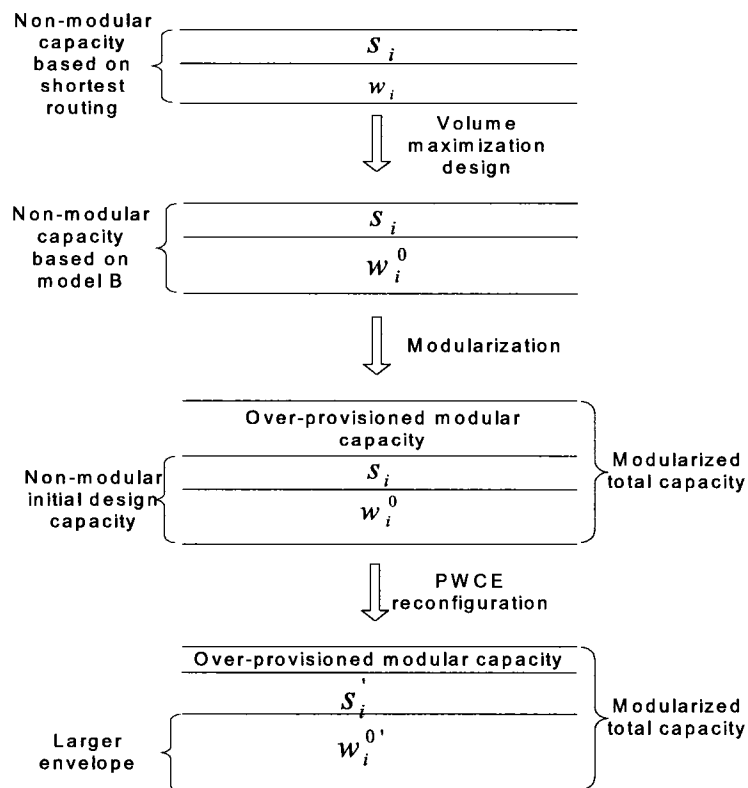 Non-modular
capacity
based on
shortest
routing
S i
w i
Volume
maximization
design
Non-modular
capacity
based on
model B
S i
w i 0
Modularization
Over-provisioned modular
capacity
Non-modular
initial design
capacity
S i
w i 0
Modularized
total capacity
PWCE
reconfiguration
Over-provisioned modular capacity
S i '
Larger
envelope
w i 0 '
Modularized
total capacity